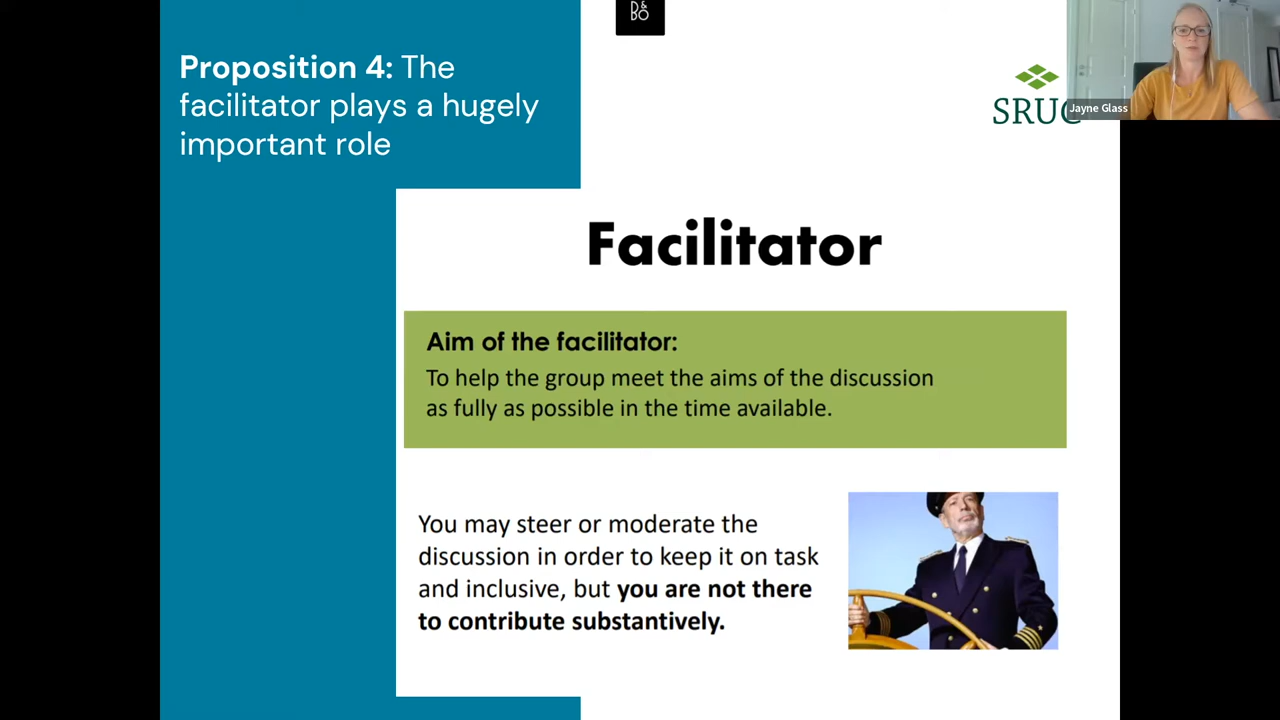 Proposition 4: The
facilitator plays a hugely
important role
D&
BO
SRUC
Jayne Glass
Facilitator
Aim of the facilitator:
To help the group meet the aims of the discussion
as fully as possible in the time available.
You may steer or moderate the
discussion in order to keep it on task
and inclusive, but you are not there
to contribute substantively.